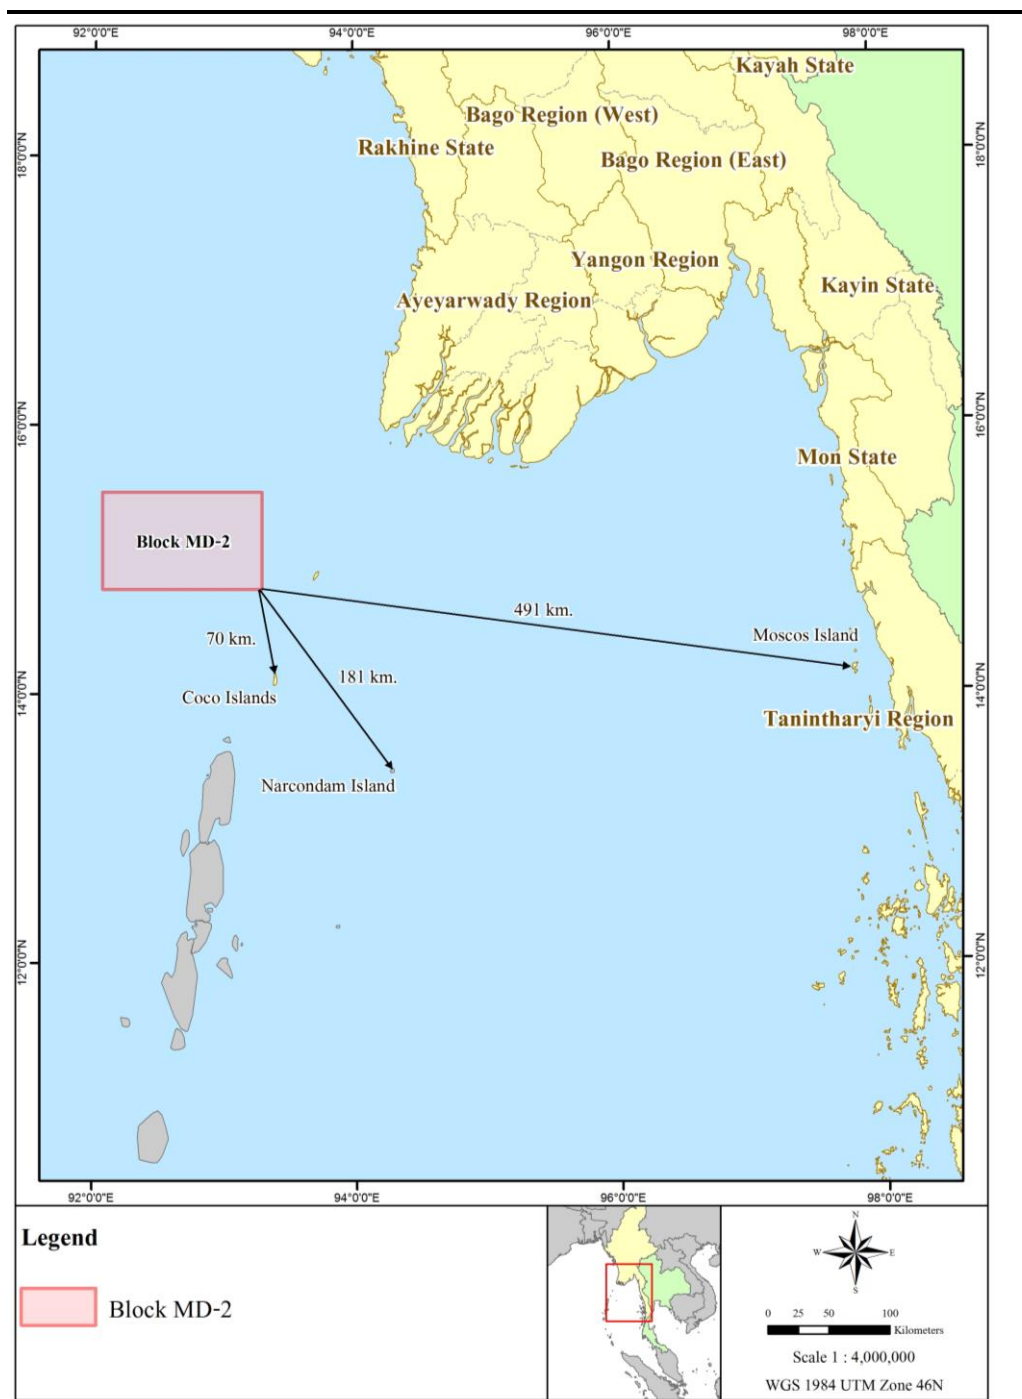 92°0'0"E 94°0'0"E 96°0'0"E 98°0'0"E
Kayah State
Bago Region (West)
Rakhine State
Bago Region (East)
18°0'0"N 18°0'0"N
Yangon Region
Kayin State
Ayeyarwady Region
16°0'0"N 16°0'0"N
Mon State
Block MD-2
491 km.
70 km.
Moscos Island
181 km.
Coco Islands
14°0'0"N 14°0'0"N
Tanintharyi Region
Narcondam Island
12°0'0"N 12°0'0"N
92°0'0"E 94°0'0"E 96°0'0"E 98°0'0"E
Legend
Block MD-2
N
W E
S
0 25 50 100
Kilometers
Scale 1 : 4,000,000
WGS 1984 UTM Zone 46N